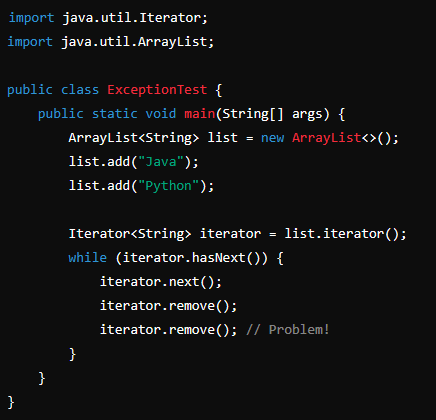 import java.util.Iterator;
import java.util.ArrayList;

public class ExceptionTest {
    public static void main(String[] args) {
        ArrayList<String> list = new ArrayList<>();
        list.add("Java");
        list.add("Python");

        Iterator<String> iterator = list.iterator();
        while (iterator.hasNext()) {
            iterator.next();
            iterator.remove();
            iterator.remove(); // Problem!
        }
    }
}